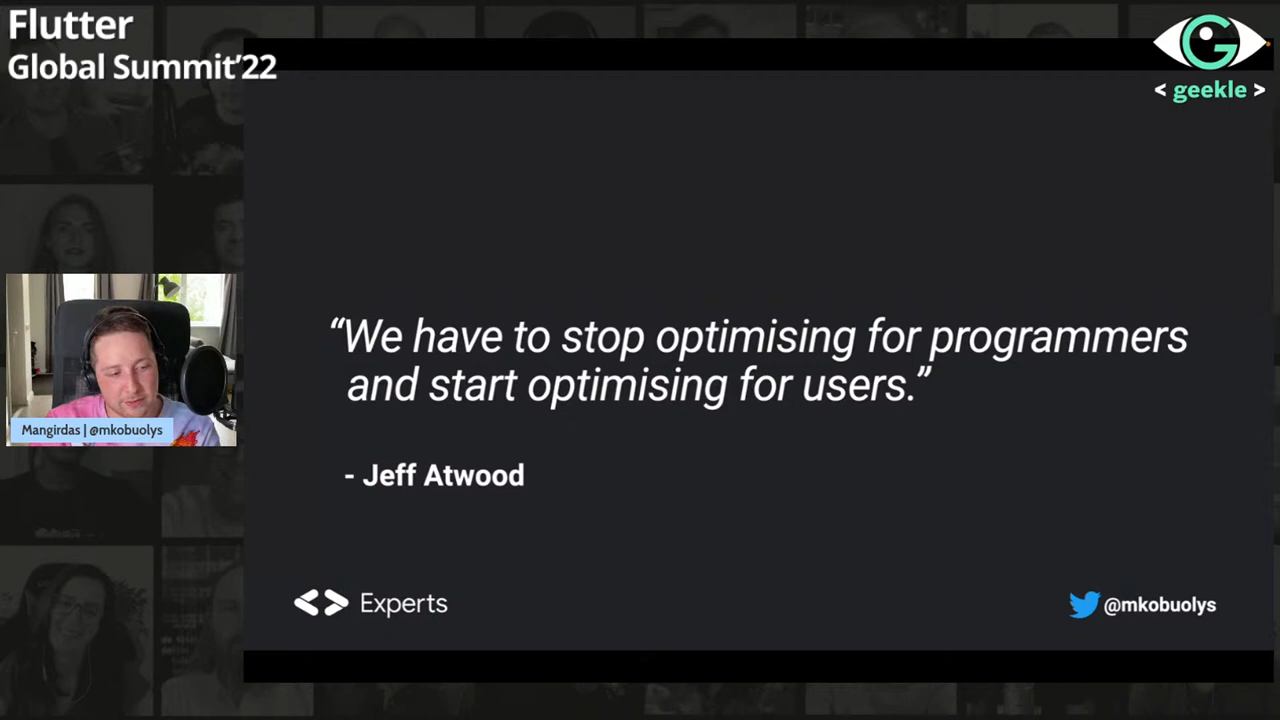 Flutter
Global Summit'22
G
< geekle >
“We have to stop optimising for programmers
and start optimising for users.”
- Jeff Atwood
Mangirdas | @mkobuolys
<> Experts
@mkobuolys